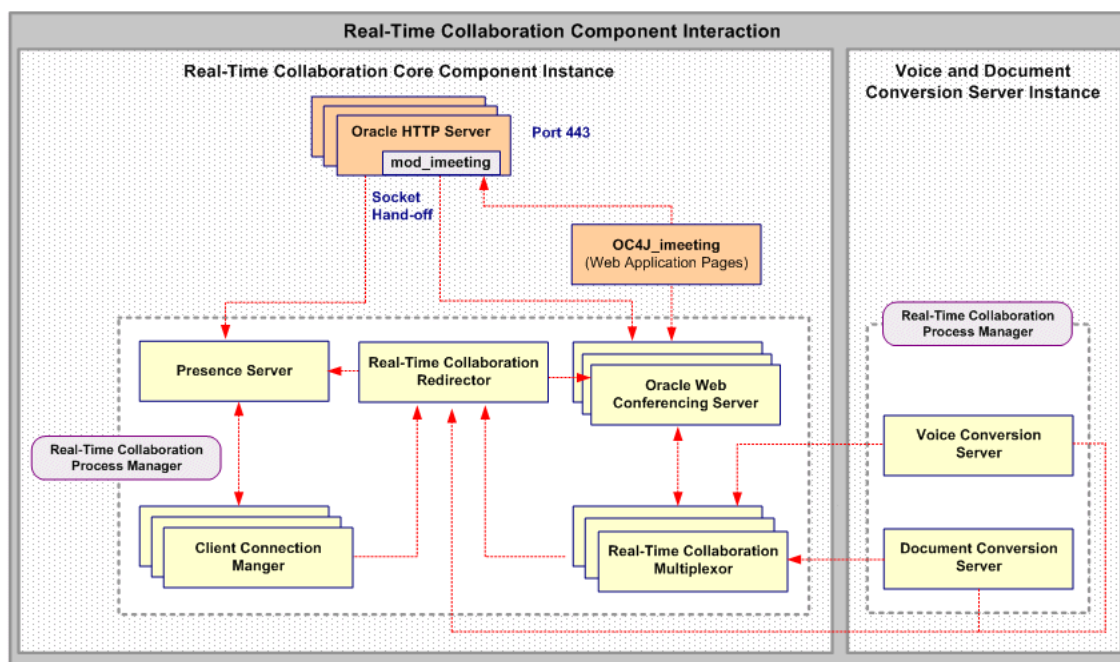 Real-Time Collaboration Component Interaction
Real-Time Collaboration Core Component Instance
Oracle HTTP Server
mod_imeeting
Port 443
Socket
Hand-off
OC4J_imeeting
(Web Application Pages)
Presence Server
Real-Time Collaboration
Redirector
Oracle Web
Conferencing Server
Real-Time Collaboration
Process Manager
Client Connection
Manger
Real-Time Collaboration
Multiplexor
Voice and Document
Conversion Server Instance
Real-Time Collaboration
Process Manager
Voice Conversion
Server
Document Conversion
Server